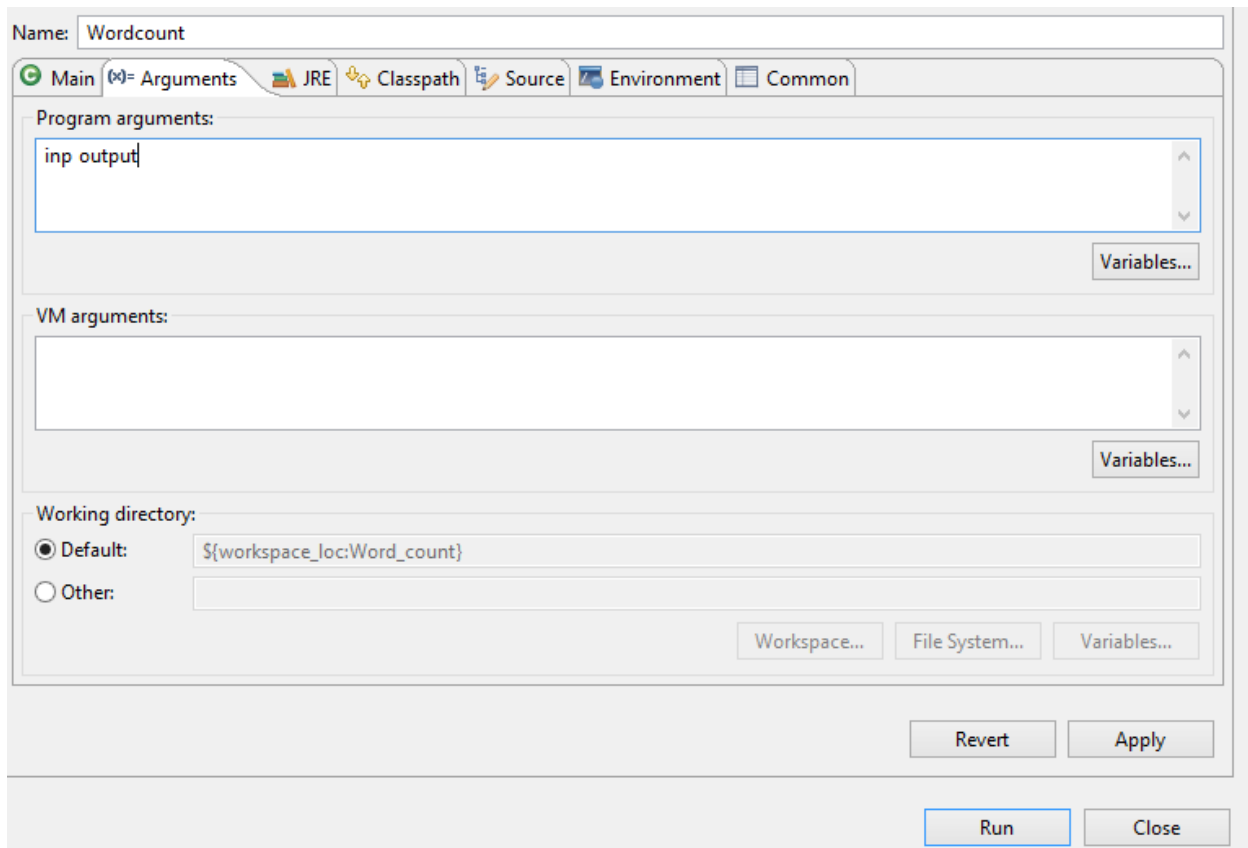 Name: Wordcount
Main (x)= Arguments JRE Classpath Source Environment Common
Program arguments:
inp output
Variables...
VM arguments:
Variables...
Working directory:
Default: ${workspace_loc:Word_count}
Other:
Workspace... File System... Variables...
Revert Apply
Run Close